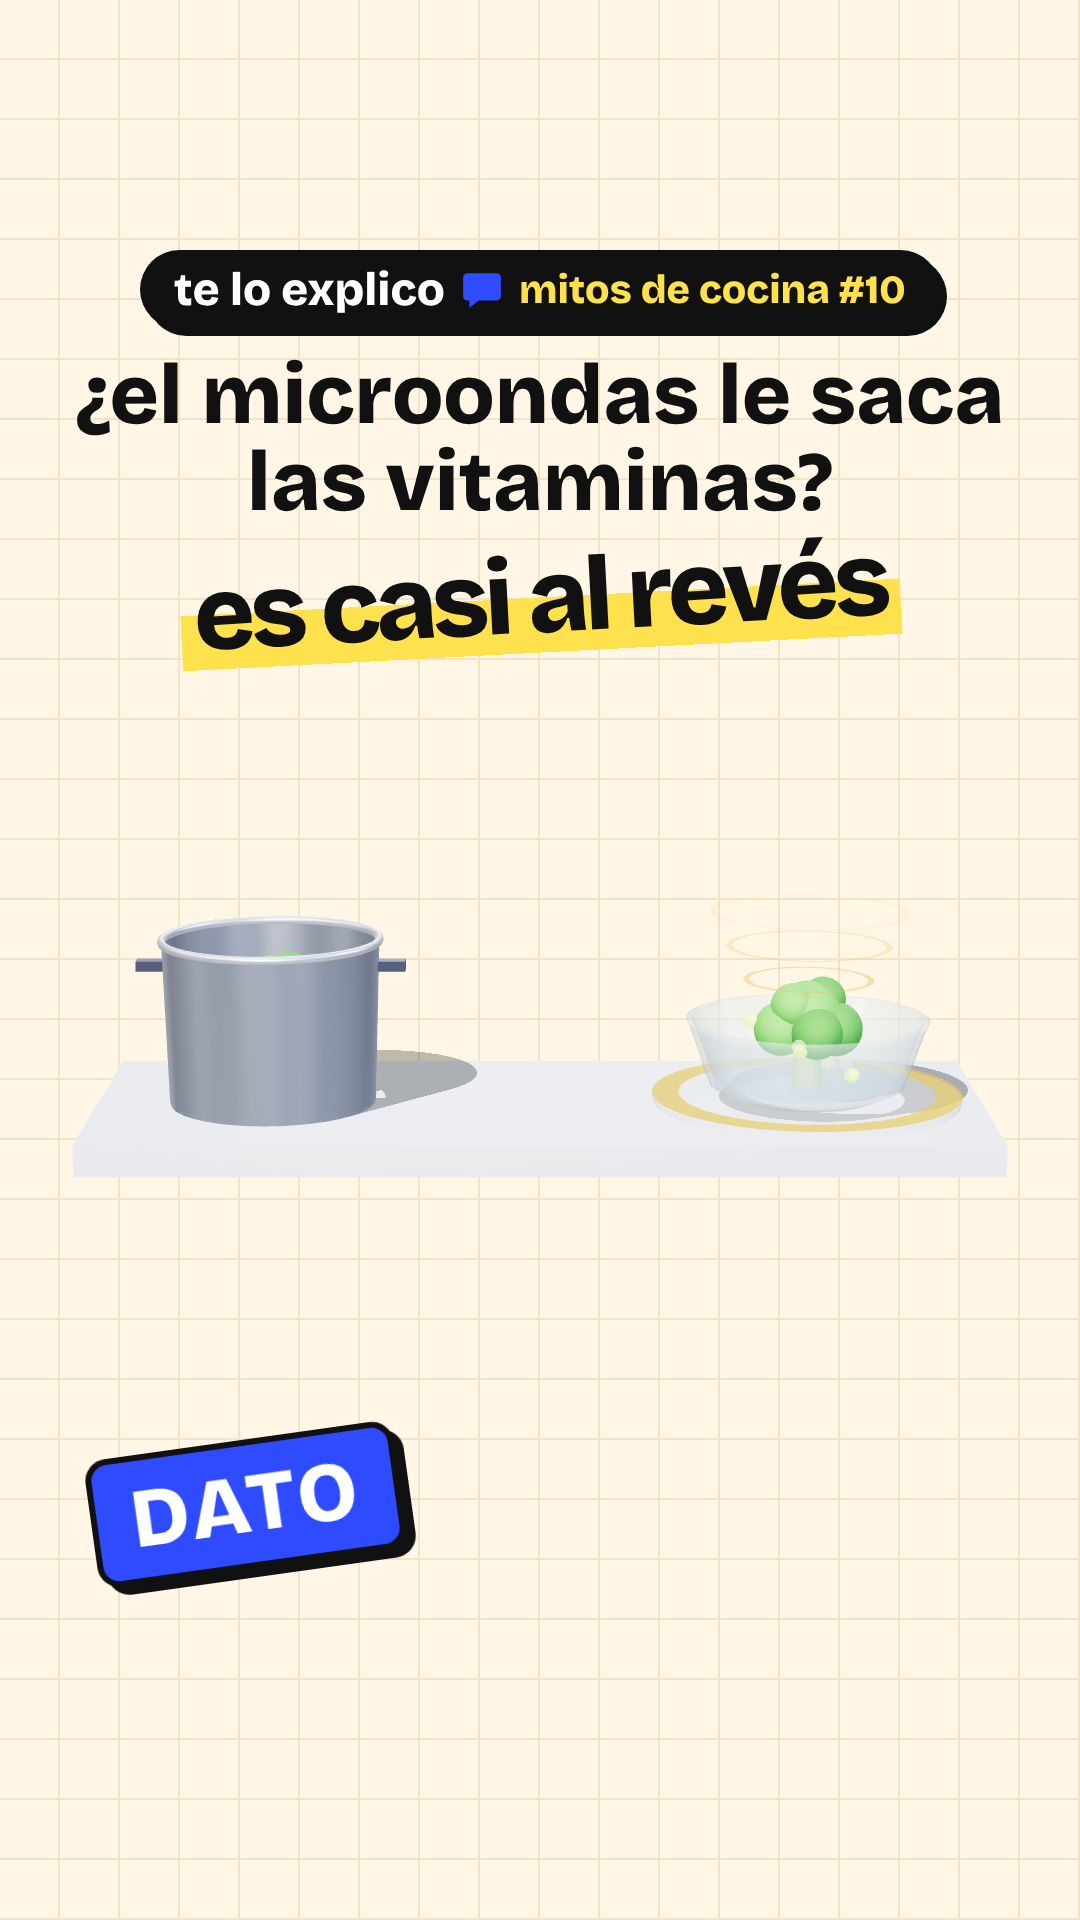 te lo explico mitos de cocina #10
¿el microondas le saca
las vitaminas?
es casi al revés
DATO